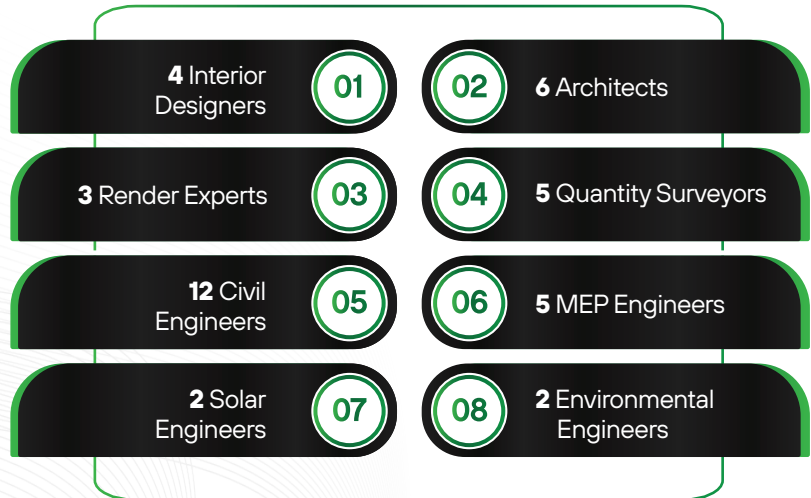 4 Interior
Designers
01
02
6 Architects
3 Render Experts
03
04
5 Quantity Surveyors
12 Civil
Engineers
05
06
5 MEP Engineers
2 Solar
Engineers
07
08
2 Environmental
Engineers